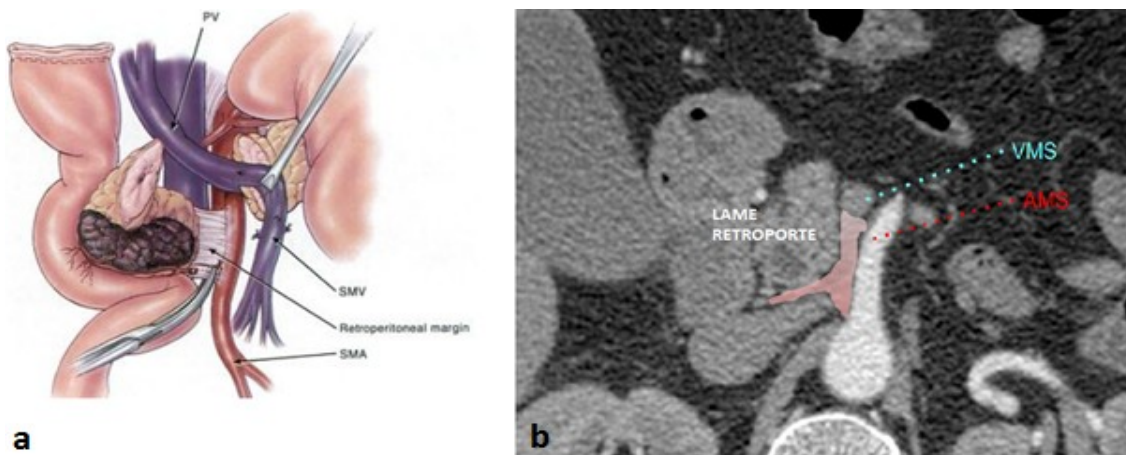 PV
SMV
Retroperitoneal margin
SMA
a
VMS
AMS
LAME
RETROPORTE
b